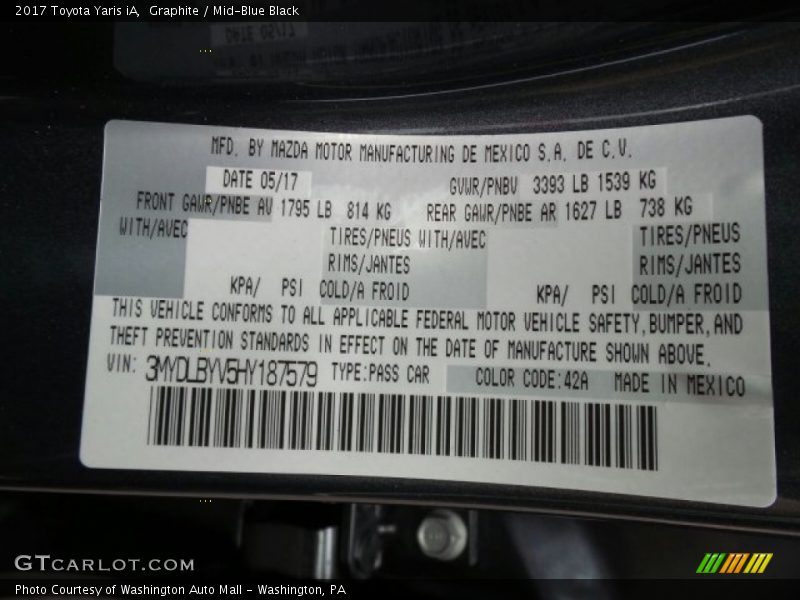 2017 Toyota Yaris iA, Graphite / Mid-Blue Black
MFD. BY MAZDA MOTOR MANUFACTURING DE MEXICO S.A. DE C.V.
DATE 05/17 GVWR/PNBV 3393 LB 1539 KG
FRONT GAWR/PNBE AV 1795 LB 814 KG REAR GAWR/PNBE AR 1627 LB 738 KG
WITH/AVEC TIRES/PNEUS WITH/AVEC TIRES/PNEUS
RIMS/JANTES RIMS/JANTES
KPA/ PSI COLD/A FROID KPA/ PSI COLD/A FROID
THIS VEHICLE CONFORMS TO ALL APPLICABLE FEDERAL MOTOR VEHICLE SAFETY, BUMPER, AND
THEFT PREVENTION STANDARDS IN EFFECT ON THE DATE OF MANUFACTURE SHOWN ABOVE.
VIN: 3MYDLBYV5HY187579 TYPE:PASS CAR COLOR CODE:42A MADE IN MEXICO
GTcarlot.com
Photo Courtesy of Washington Auto Mall - Washington, PA